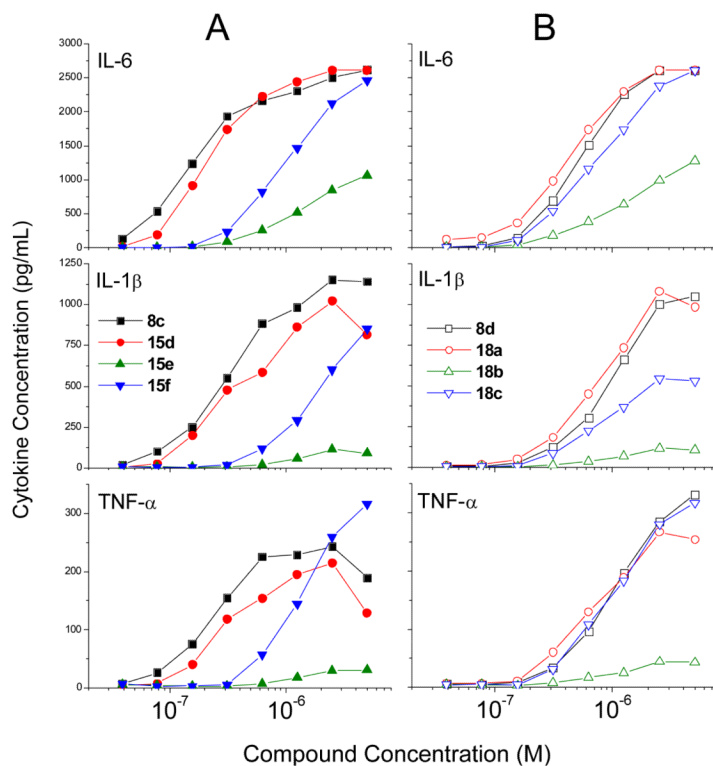 A
B
IL-6
3000
2500
2000
1500
1000
500
0
IL-6
IL-1β
1250
1000
750
500
250
0
8c
15d
15e
15f
IL-1β
8d
18a
18b
18c
TNF-α
300
200
100
0
TNF-α
10⁻⁷
10⁻⁶
10⁻⁷
10⁻⁶
Cytokine Concentration (pg/mL)
Compound Concentration (M)